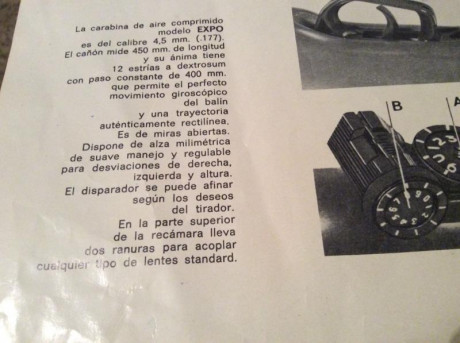 La carabina de aire comprimido
modelo EXPO
es del calibre 4,5 mm. (.177).
El cañón mide 450 mm. de longitud
y su ánima tiene
12 estrías a dextrosum
con paso constante de 400 mm.
que permite el perfecto
movimiento giroscópico
del balín
y una trayectoria
auténticamente rectilínea.
Es de miras abiertas.
Dispone de alza milimétrica
de suave manejo y regulable
para desviaciones de derecha,
izquierda y altura.
El disparador se puede afinar
según los deseos
del tirador.
En la parte superior
de la recámara lleva
dos ranuras para acoplar
cualquier tipo de lentes standard.
B
A